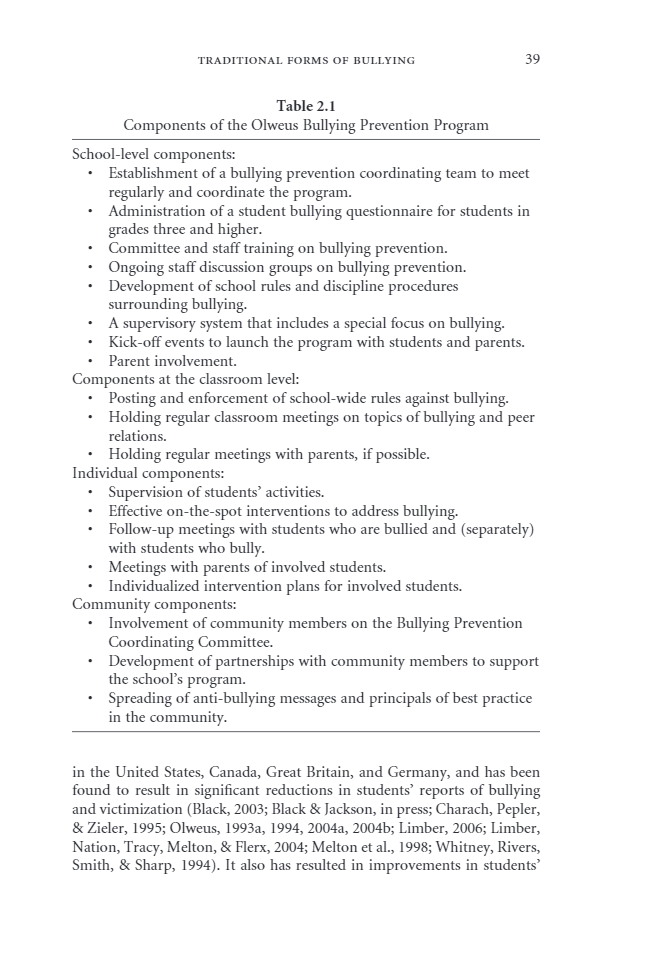 TRADITIONAL FORMS OF BULLYING 39
Table 2.1
Components of the Olweus Bullying Prevention Program
School-level components:
• Establishment of a bullying prevention coordinating team to meet
regularly and coordinate the program.
• Administration of a student bullying questionnaire for students in
grades three and higher.
• Committee and staff training on bullying prevention.
• Ongoing staff discussion groups on bullying prevention.
• Development of school rules and discipline procedures
surrounding bullying.
• A supervisory system that includes a special focus on bullying.
• Kick-off events to launch the program with students and parents.
• Parent involvement.
Components at the classroom level:
• Posting and enforcement of school-wide rules against bullying.
• Holding regular classroom meetings on topics of bullying and peer
relations.
• Holding regular meetings with parents, if possible.
Individual components:
• Supervision of students’ activities.
• Effective on-the-spot interventions to address bullying.
• Follow-up meetings with students who are bullied and (separately)
with students who bully.
• Meetings with parents of involved students.
• Individualized intervention plans for involved students.
Community components:
• Involvement of community members on the Bullying Prevention
Coordinating Committee.
• Development of partnerships with community members to support
the school’s program.
• Spreading of anti-bullying messages and principals of best practice
in the community.
in the United States, Canada, Great Britain, and Germany, and has been
found to result in significant reductions in students’ reports of bullying
and victimization (Black, 2003; Black & Jackson, in press; Charach, Pepler,
& Zieler, 1995; Olweus, 1993a, 1994, 2004a, 2004b; Limber, 2006; Limber,
Nation, Tracy, Melton, & Flerx, 2004; Melton et al., 1998; Whitney, Rivers,
Smith, & Sharp, 1994). It also has resulted in improvements in students’